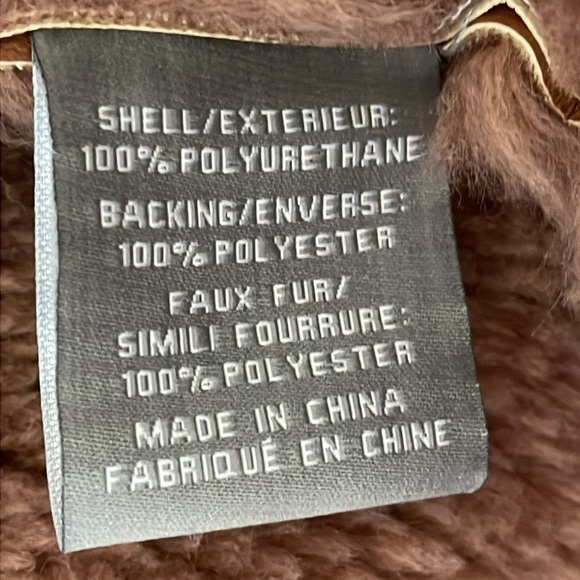 SHELL/EXTERIEUR:
100% POLYURETHANE
BACKING/ENVERSE:
100% POLYESTER
FAUX FUR/
SIMILI FOURRURE:
100% POLYESTER
MADE IN CHINA
FABRIQUÉ EN CHINE